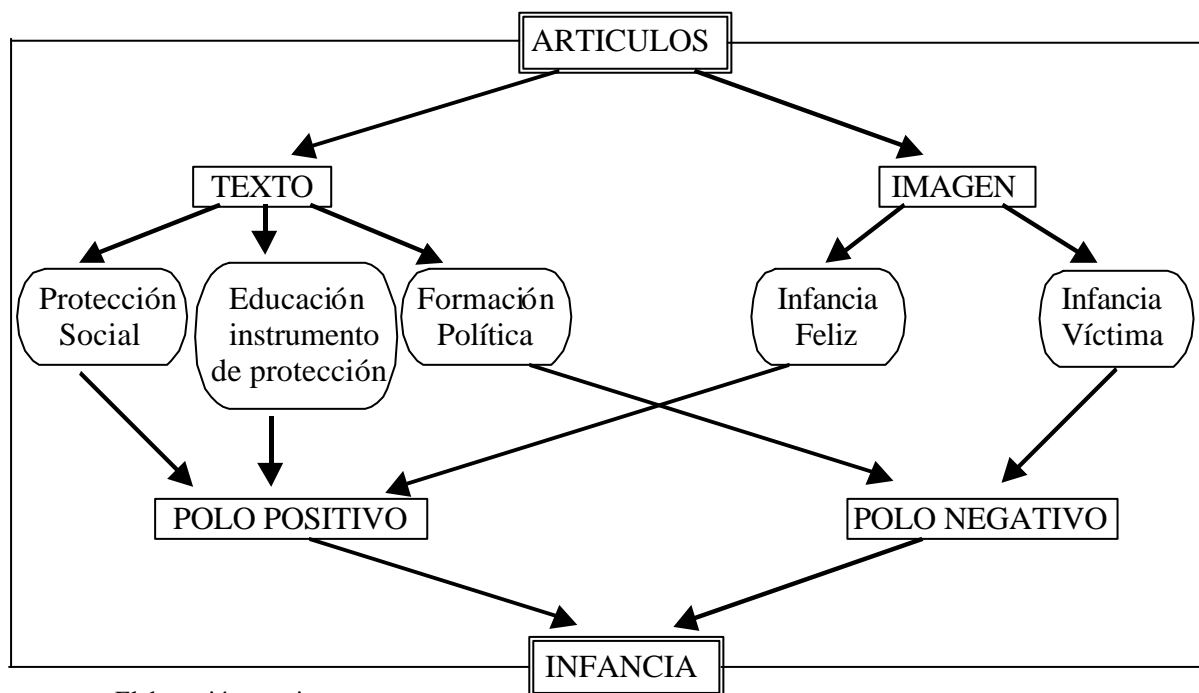 ARTICULOS
TEXTO
IMAGEN
Protección
Social
Educación
instrumento
de protección
Formación
Política
Infancia
Feliz
Infancia
Víctima
POLO POSITIVO
POLO NEGATIVO
INFANCIA